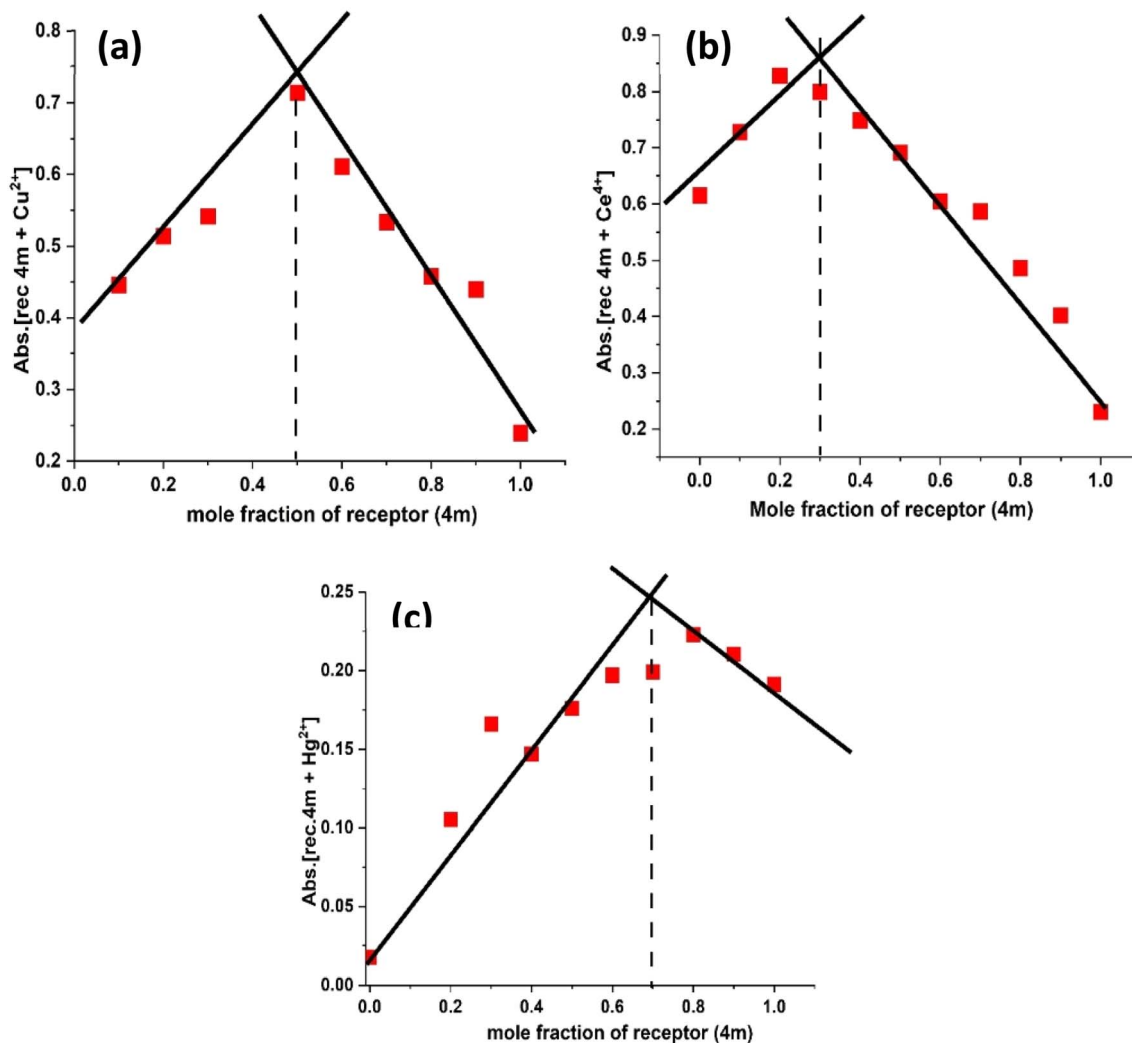 (a)
0.8
0.7
0.6
0.5
0.4
0.3
0.2
0.0 0.2 0.4 0.6 0.8 1.0
Abs.[rec 4m + Cu²⁺]
mole fraction of receptor (4m)
(b)
0.9
0.8
0.7
0.6
0.5
0.4
0.3
0.2
0.0 0.2 0.4 0.6 0.8 1.0
Abs.[rec 4m + Ce⁴⁺]
Mole fraction of receptor (4m)
(c)
0.25
0.20
0.15
0.10
0.05
0.00
0.0 0.2 0.4 0.6 0.8 1.0
Abs.[rec.4m + Hg²⁺]
mole fraction of receptor (4m)